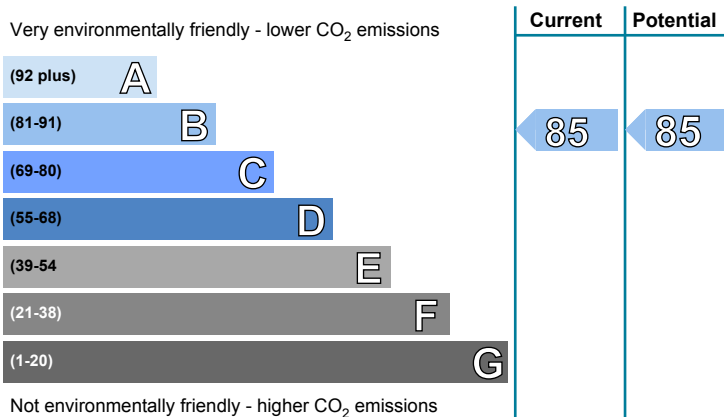 Very environmentally friendly - lower CO2 emissions
Current Potential
(92 plus) A
(81-91) B
85 85
(69-80) C
(55-68) D
(39-54 E
(21-38) F
(1-20) G
Not environmentally friendly - higher CO2 emissions